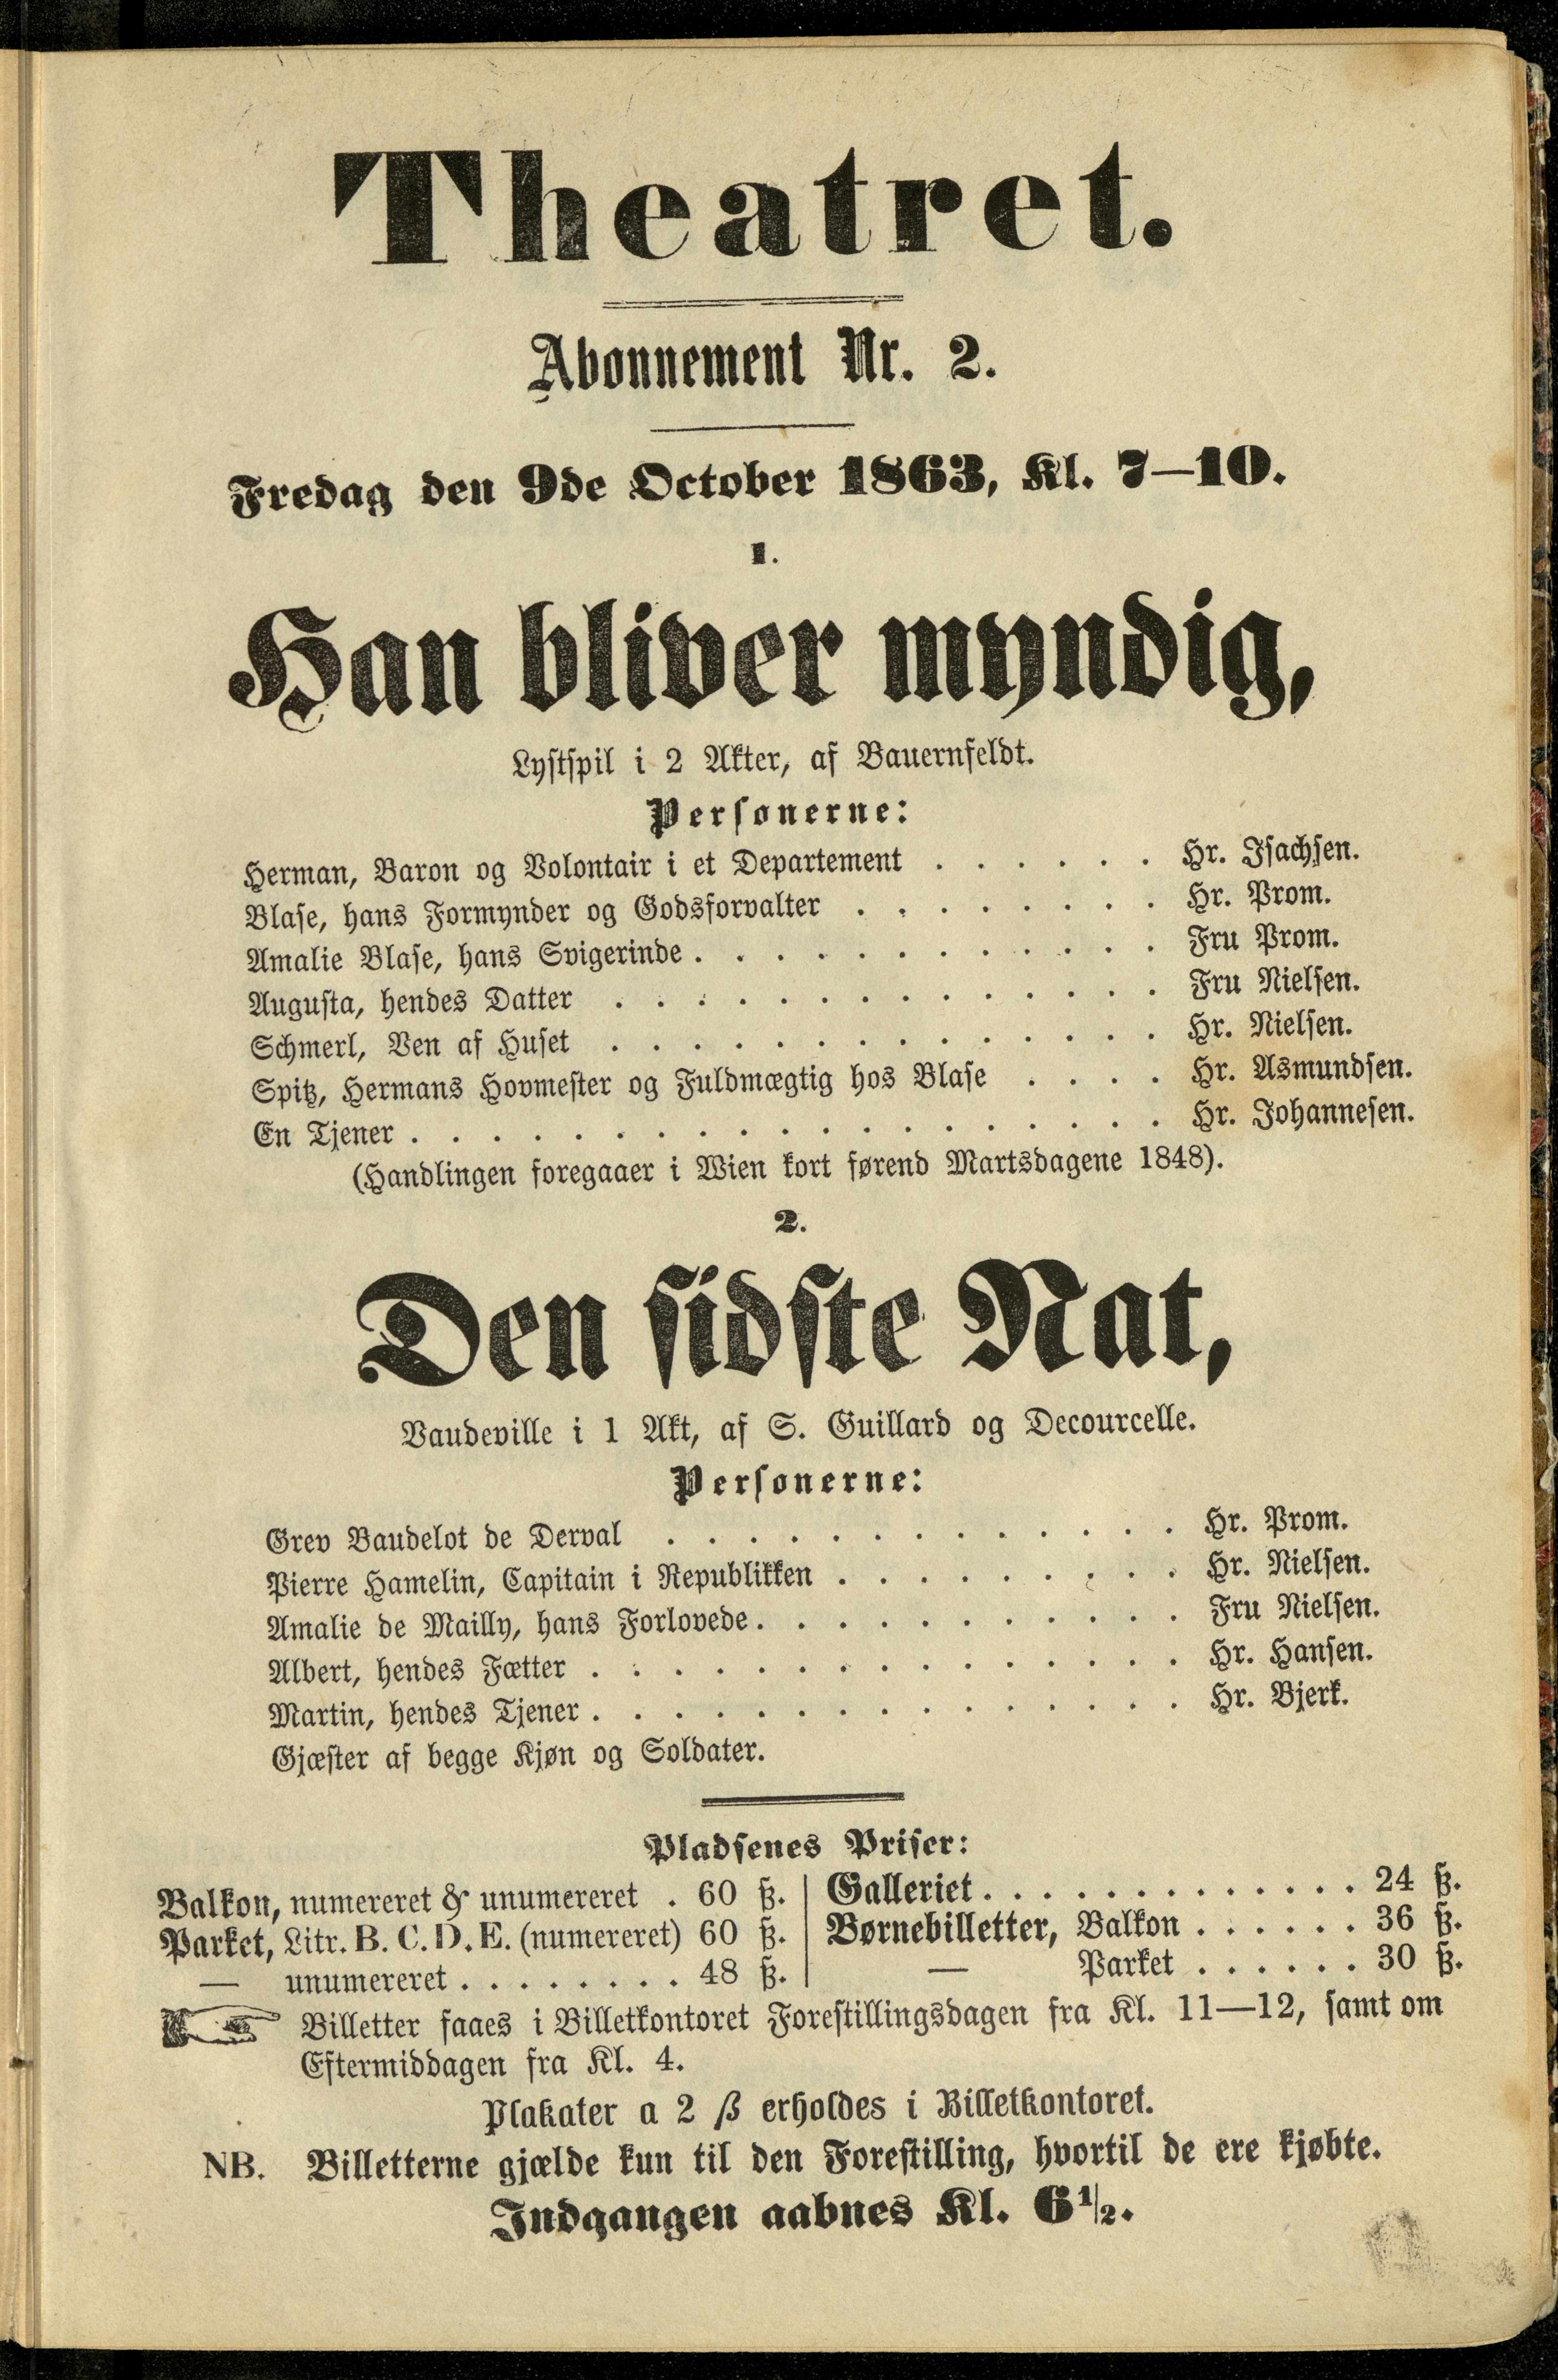 Theatret.
Abonnement Nr. 2.
Fredag den 9de October 1863, Kl. 7—10.
1.
Han bliver myndig,
Lystspil i 2 Akter, af Bauernfeldt.
Personerne:
Herman, Baron og Volontair i et Departement . . . . . . Hr. Isachsen.
Blase, hans Formynder og Godsforvalter . . . . . . . . Hr. Prom.
Amalie Blase, hans Svigerinde . . . . . . . . . . . . Fru Prom.
Augusta, hendes Datter . . . . . . . . . . . . . . Fru Nielsen.
Schmerl, Ven af Huset . . . . . . . . . . . . . . Hr. Nielsen.
Spitz, Hermans Hovmester og Fuldmægtig hos Blase . . . . Hr. Asmundsen.
En Tjener . . . . . . . . . . . . . . . . . . . Hr. Johannesen.
(Handlingen foregaaer i Wien kort førend Martsdagene 1848).
2.
Den sidste Nat,
Vaudeville i 1 Akt, af S. Guillard og Decourcelle.
Personerne:
Grev Baudelot de Derval . . . . . . . . . . . . . Hr. Prom.
Pierre Hamelin, Capitain i Republikken . . . . . . . . . Hr. Nielsen.
Amalie de Mailly, hans Forlovede . . . . . . . . . . . Fru Nielsen.
Albert, hendes Fætter . . . . . . . . . . . . . . . Hr. Hansen.
Martin, hendes Tjener . . . . . . . . . . . . . . . Hr. Bjerk.
Gjæster af begge Kjøn og Soldater.
Pladsenes Priser:
Balkon, numereret & unumereret . 60 ß.
Parket, Litr. B. C. D. E. (numereret) 60 ß.
— unumereret . . . . . . . . 48 ß.
Galleriet . . . . . . . . . . . . . 24 ß.
Børnebilletter, Balkon . . . . . . 36 ß.
— Parket . . . . . . 30 ß.
Billetter faaes i Billetkontoret Forestillingsdagen fra Kl. 11—12, samt om
Eftermiddagen fra Kl. 4.
Plakater a 2 ß erholdes i Billetkontoret.
NB. Billetterne gjælde kun til den Forestilling, hvortil de ere kjøbte.
Indgangen aabnes Kl. 6½.